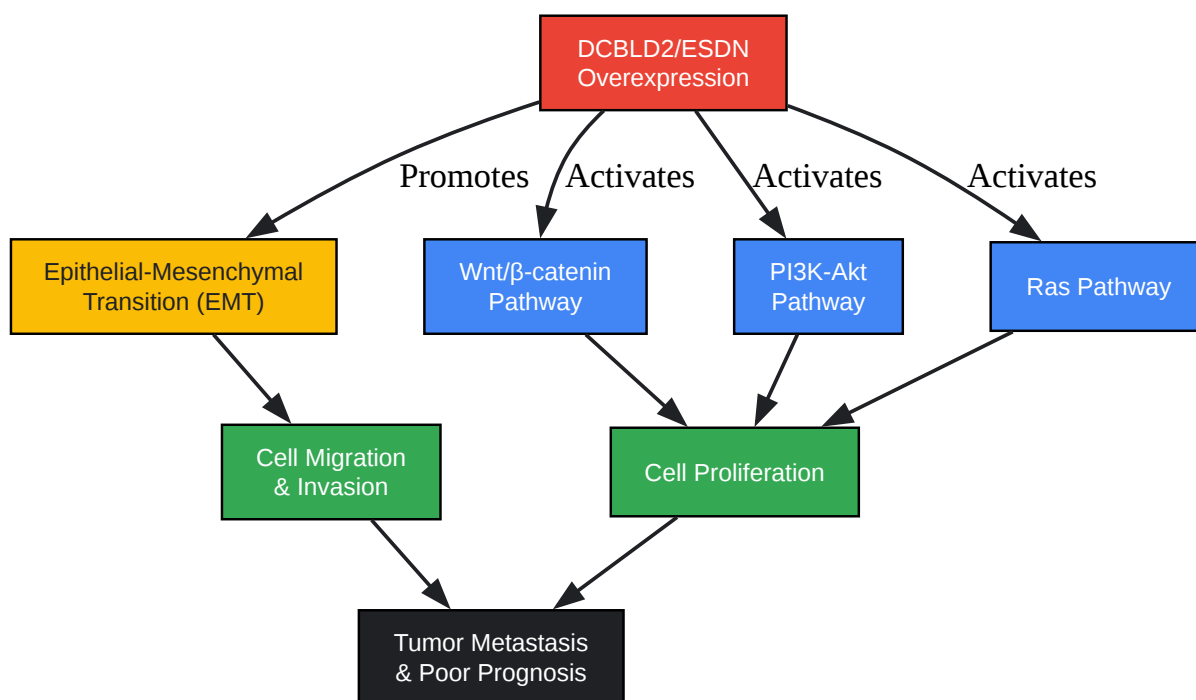 DCBLD2/ESDN
Overexpression
Promotes
Activates
Activates
Activates
Epithelial-Mesenchymal
Transition (EMT)
Wnt/β-catenin
Pathway
PI3K-Akt
Pathway
Ras Pathway
Cell Migration
& Invasion
Cell Proliferation
Tumor Metastasis
& Poor Prognosis